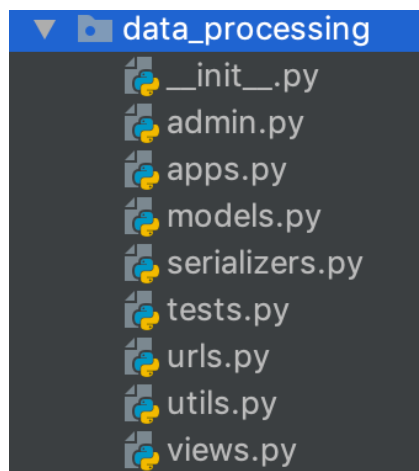 data_processing
__init__.py
admin.py
apps.py
models.py
serializers.py
tests.py
urls.py
utils.py
views.py